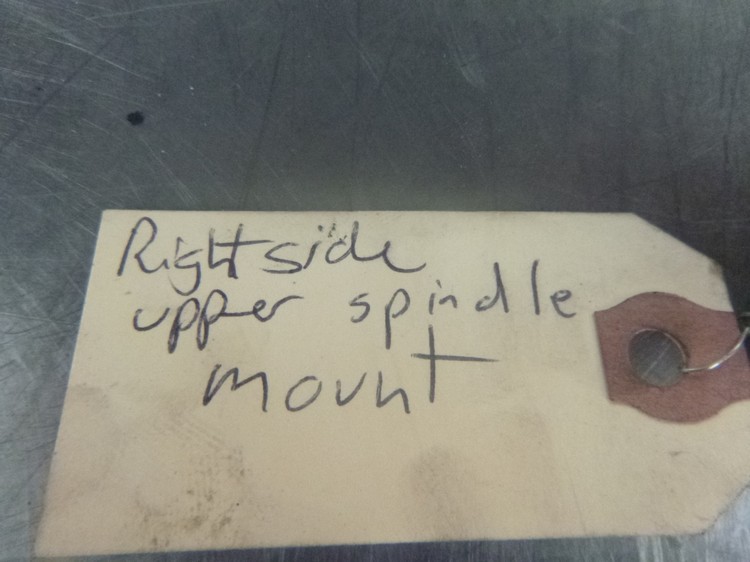 Rightside
upper spindle
mount